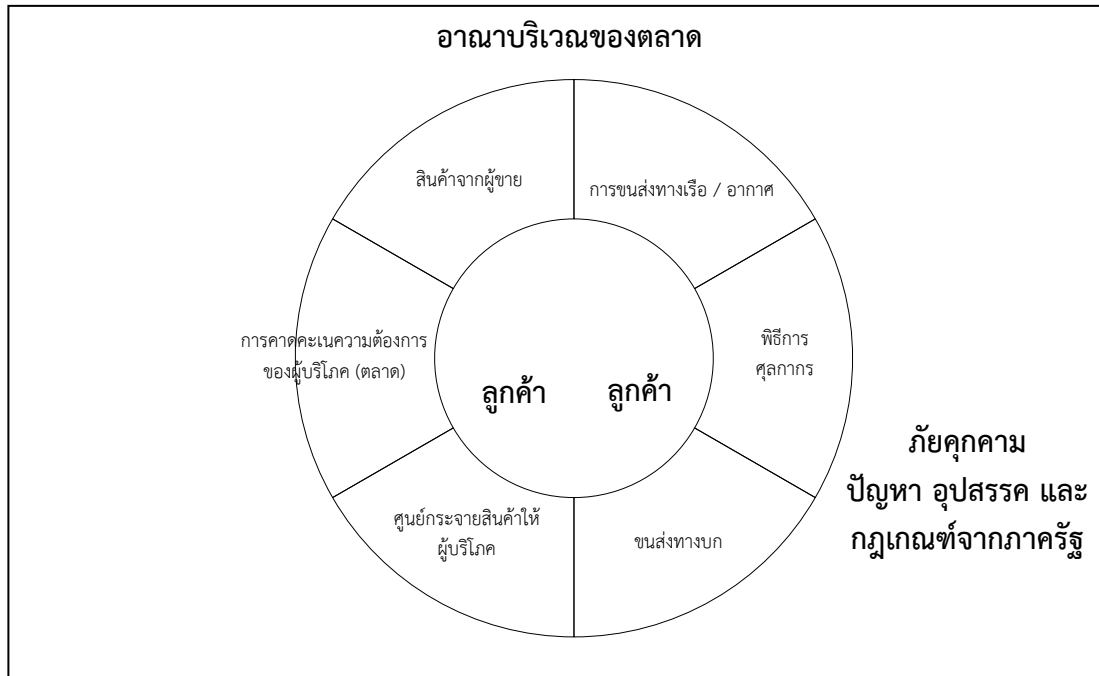 อาณาบริเวณของตลาด
สินค้าจากผู้ขาย
การขนส่งทางเรือ / อากาศ
การคาดคะเนความต้องการ
ของผู้บริโภค (ตลาด)
พิธีการ
ศุลกากร
ลูกค้า
ลูกค้า
ภัยคุกคาม
ปัญหา อุปสรรค และ
กฎเกณฑ์จากภาครัฐ
ศูนย์กระจายสินค้าให้
ผู้บริโภค
ขนส่งทางบก